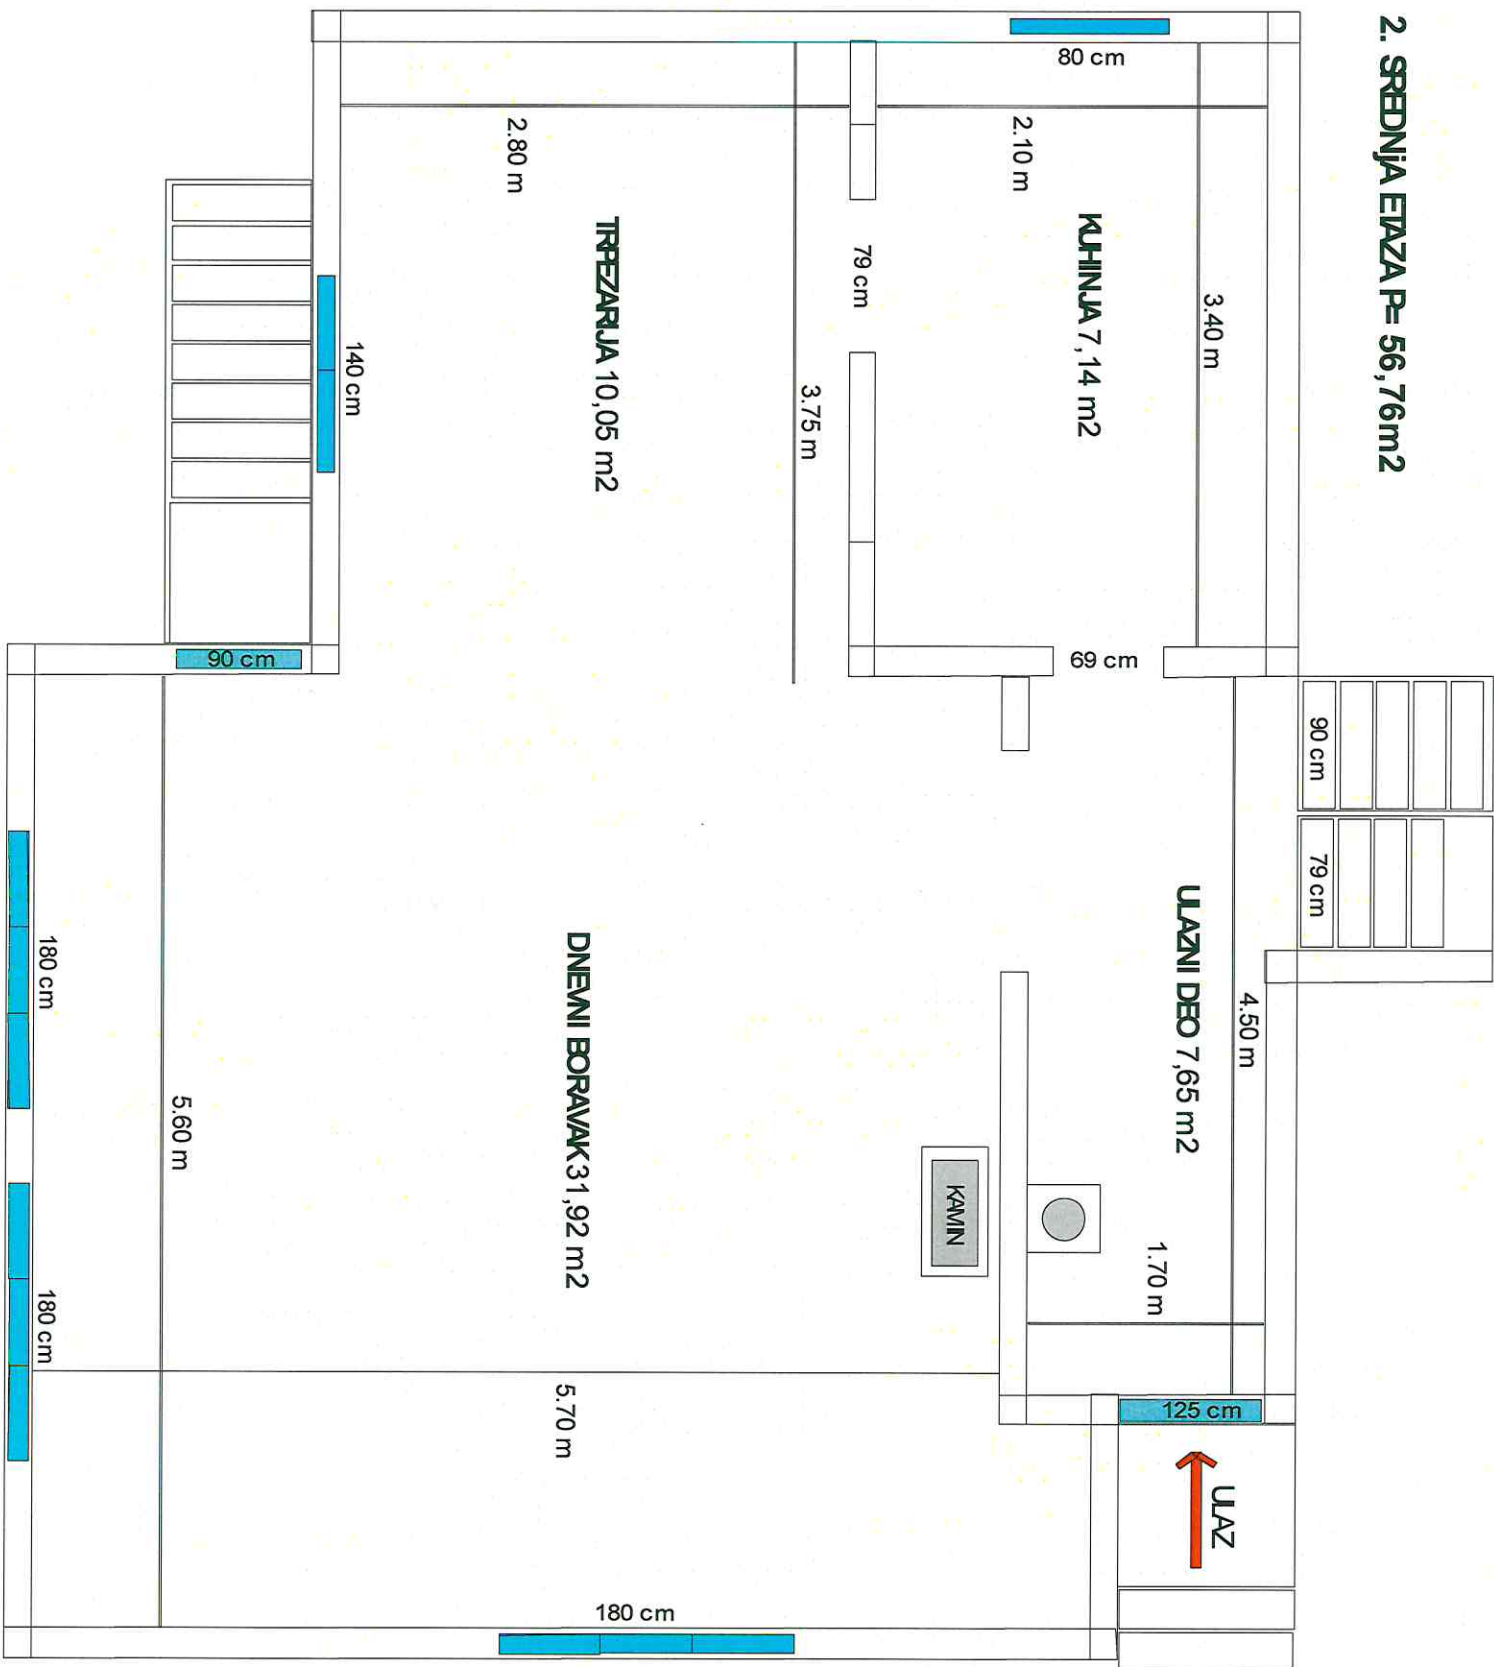 2. SREDNjA ETAZA P= 56,76m2
80 cm
2.10 m
KUHINJA 7,14 m2
3.40 m
79 cm
2.80 m
TRPEZARIJA 10,05 m2
3.75 m
140 cm
90 cm
69 cm
90 cm
79 cm
ULAZNI DEO 7,65 m2
4.50 m
1.70 m
KAMIN
DNEVNI BORAVAK31,92 m2
5.60 m
5.70 m
180 cm
180 cm
125 cm
ULAZ
180 cm